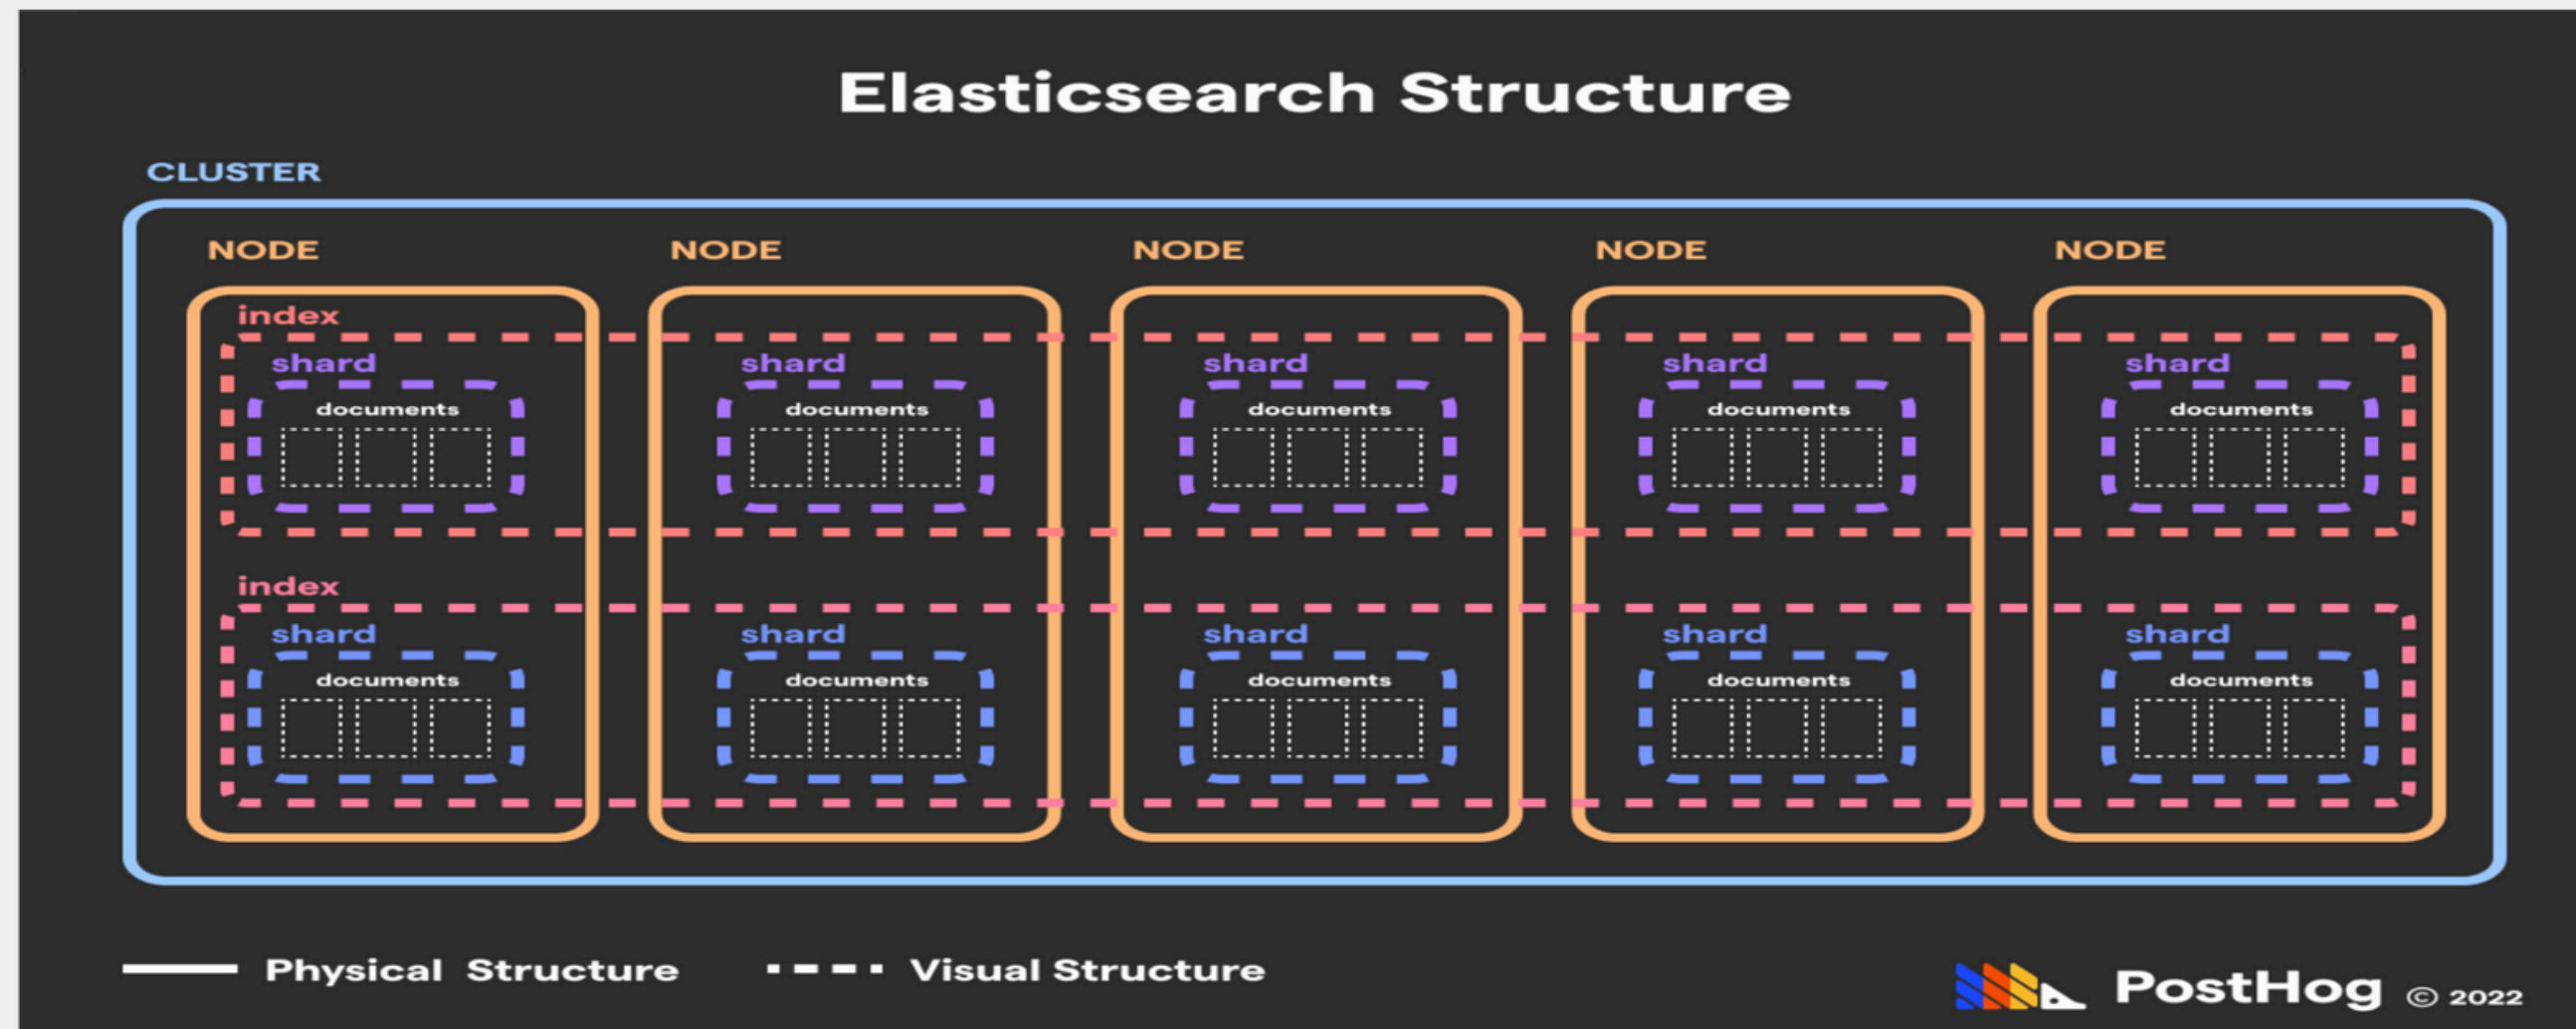 Elasticsearch Structure
CLUSTER
NODE NODE NODE NODE NODE
index
shard shard shard shard shard
documents documents documents documents documents
index
shard shard shard shard shard
documents documents documents documents documents
Physical Structure Visual Structure
PostHog © 2022